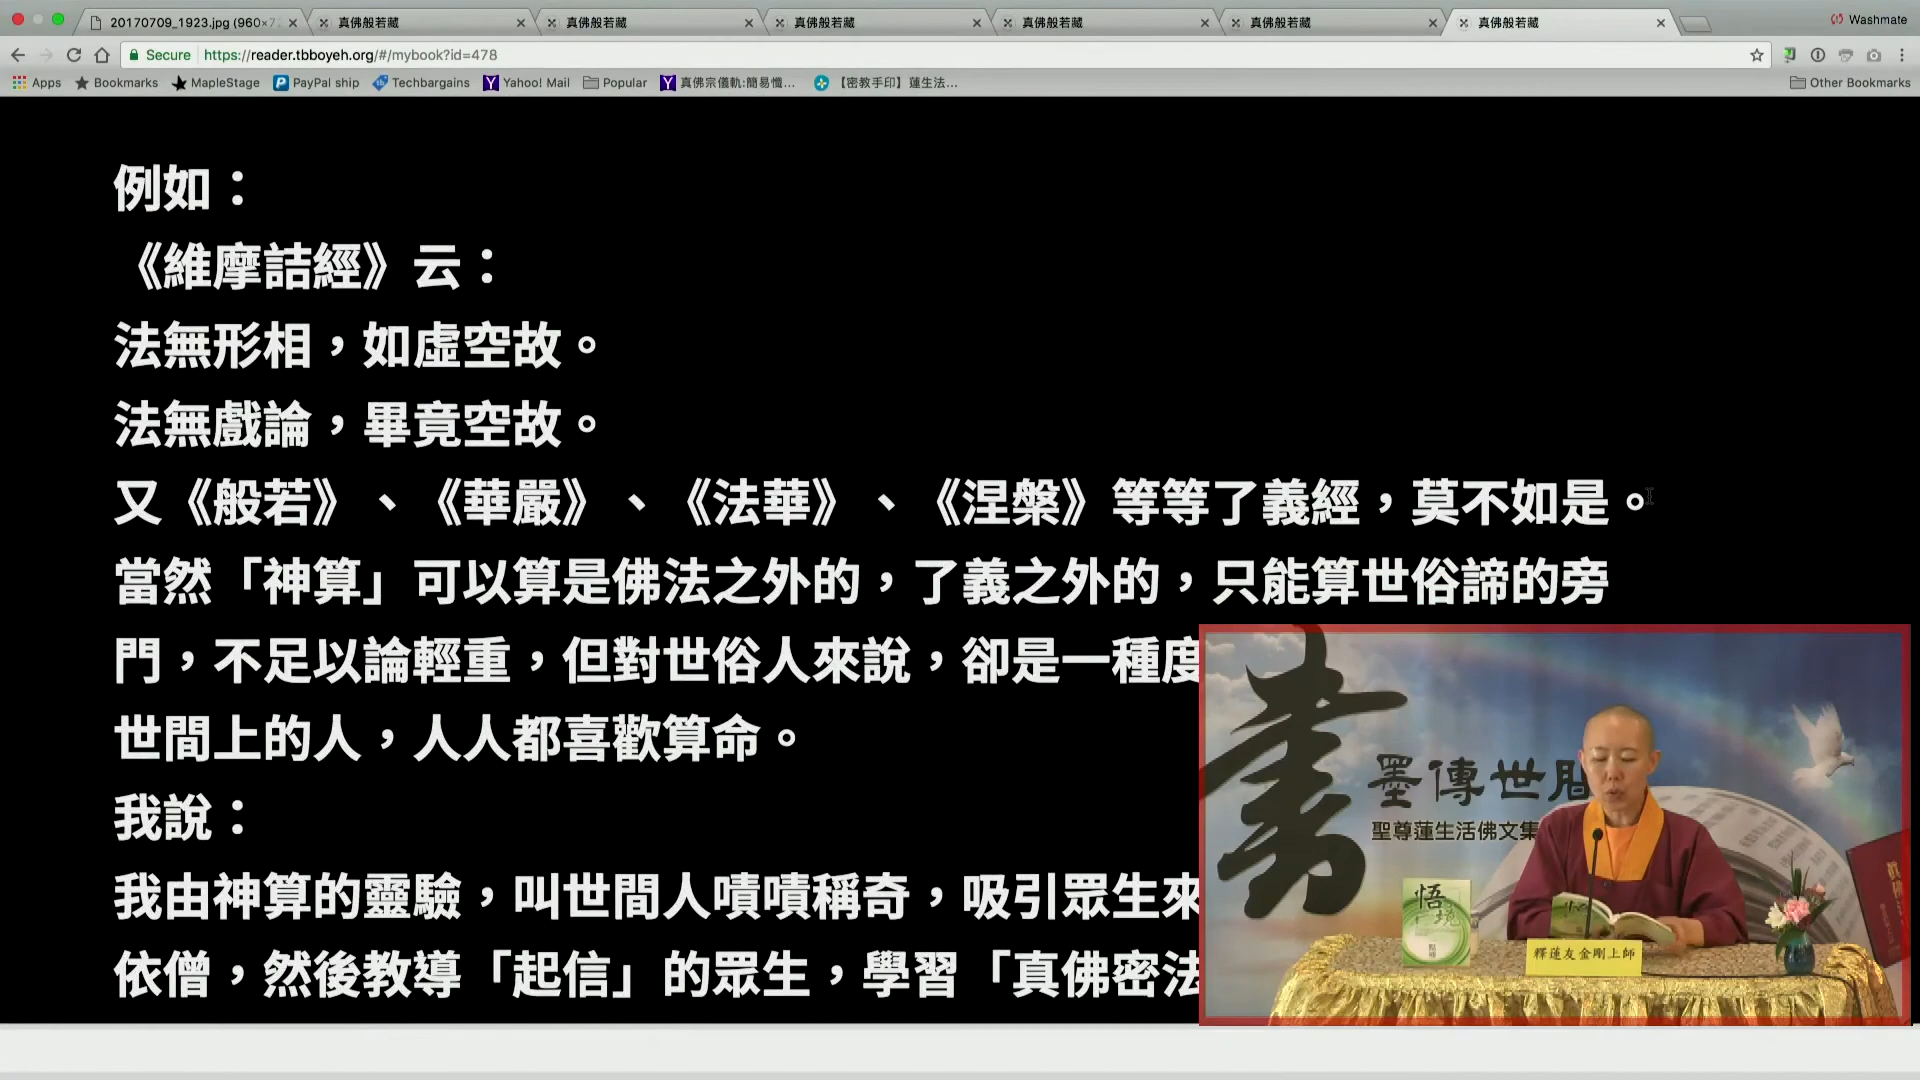 20170709_1923.jpg (960×7
真佛般若藏
真佛般若藏
真佛般若藏
真佛般若藏
真佛般若藏
真佛般若藏
Washmate
Secure https://reader.tbboyeh.org/#/mybook?id=478
Apps Bookmarks MapleStage PayPal ship Techbargains Yahoo! Mail Popular 真佛宗儀軌:簡易懺... 【密教手印】蓮生法... Other Bookmarks
例如：
《維摩詰經》云：
法無形相，如虛空故。
法無戲論，畢竟空故。
又《般若》、《華嚴》、《法華》、《涅槃》等等了義經，莫不如是。
當然「神算」可以算是佛法之外的，了義之外的，只能算世俗諦的旁
門，不足以論輕重，但對世俗人來說，卻是一種度
世間上的人，人人都喜歡算命。
我說：
我由神算的靈驗，叫世間人嘖嘖稱奇，吸引眾生來
依僧，然後教導「起信」的眾生，學習「真佛密法
書
墨傳世間
聖尊蓮生活佛文集
悟境
釋蓮友金剛上師
真佛